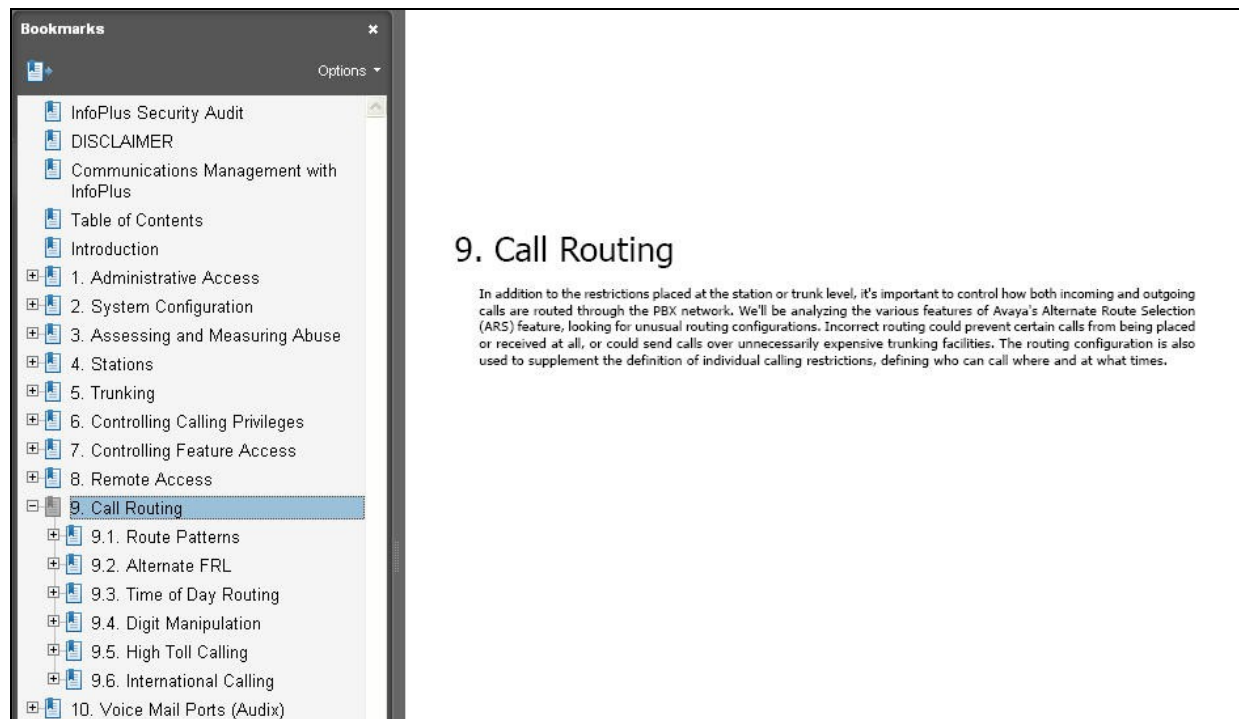 Bookmarks
Options
InfoPlus Security Audit
DISCLAIMER
Communications Management with
InfoPlus
Table of Contents
Introduction
1. Administrative Access
2. System Configuration
3. Assessing and Measuring Abuse
4. Stations
5. Trunking
6. Controlling Calling Privileges
7. Controlling Feature Access
8. Remote Access
9. Call Routing
9.1. Route Patterns
9.2. Alternate FRL
9.3. Time of Day Routing
9.4. Digit Manipulation
9.5. High Toll Calling
9.6. International Calling
10. Voice Mail Ports (Audix)
9. Call Routing
In addition to the restrictions placed at the station or trunk level, it's important to control how both incoming and outgoing
calls are routed through the PBX network. We'll be analyzing the various features of Avaya's Alternate Route Selection
(ARS) feature, looking for unusual routing configurations. Incorrect routing could prevent certain calls from being placed
or received at all, or could send calls over unnecessarily expensive trunking facilities. The routing configuration is also
used to supplement the definition of individual calling restrictions, defining who can call where and at what times.